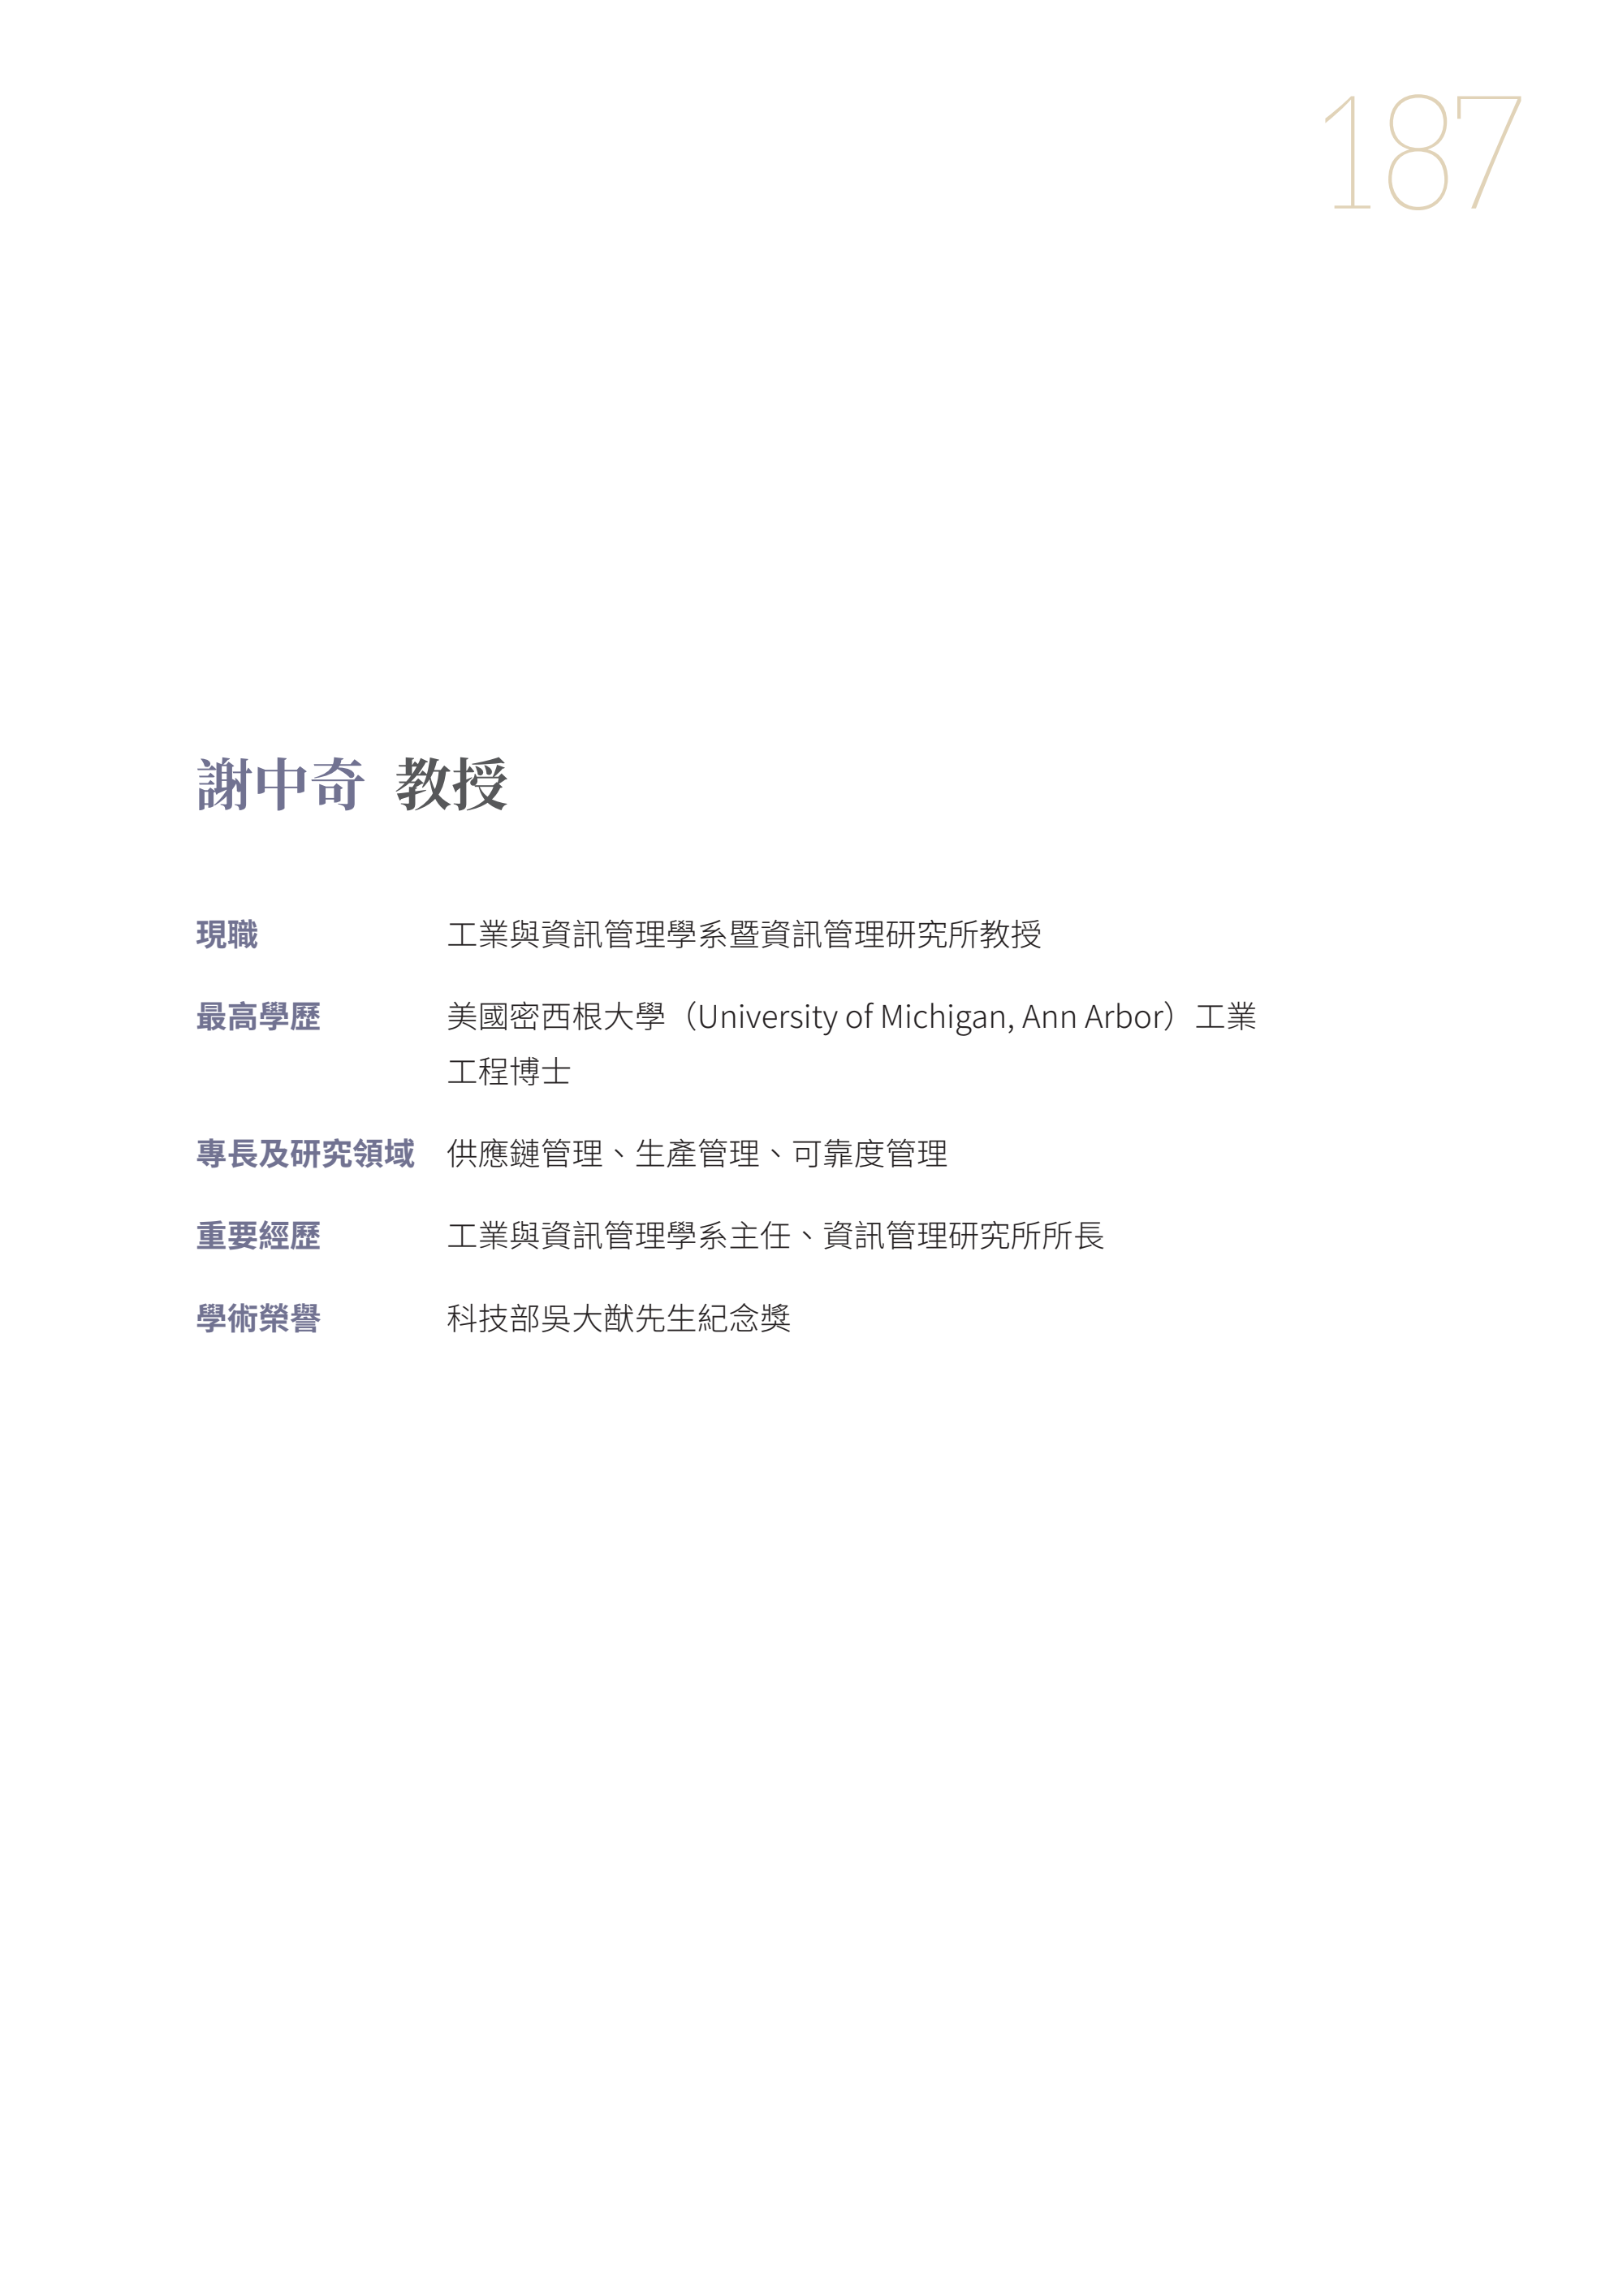 187
謝中奇 教授
現職 工業與資訊管理學系暨資訊管理研究所教授
最高學歷 美國密西根大學（University of Michigan, Ann Arbor）工業
工程博士
專長及研究領域 供應鏈管理、生產管理、可靠度管理
重要經歷 工業與資訊管理學系主任、資訊管理研究所所長
學術榮譽 科技部吳大猷先生紀念獎